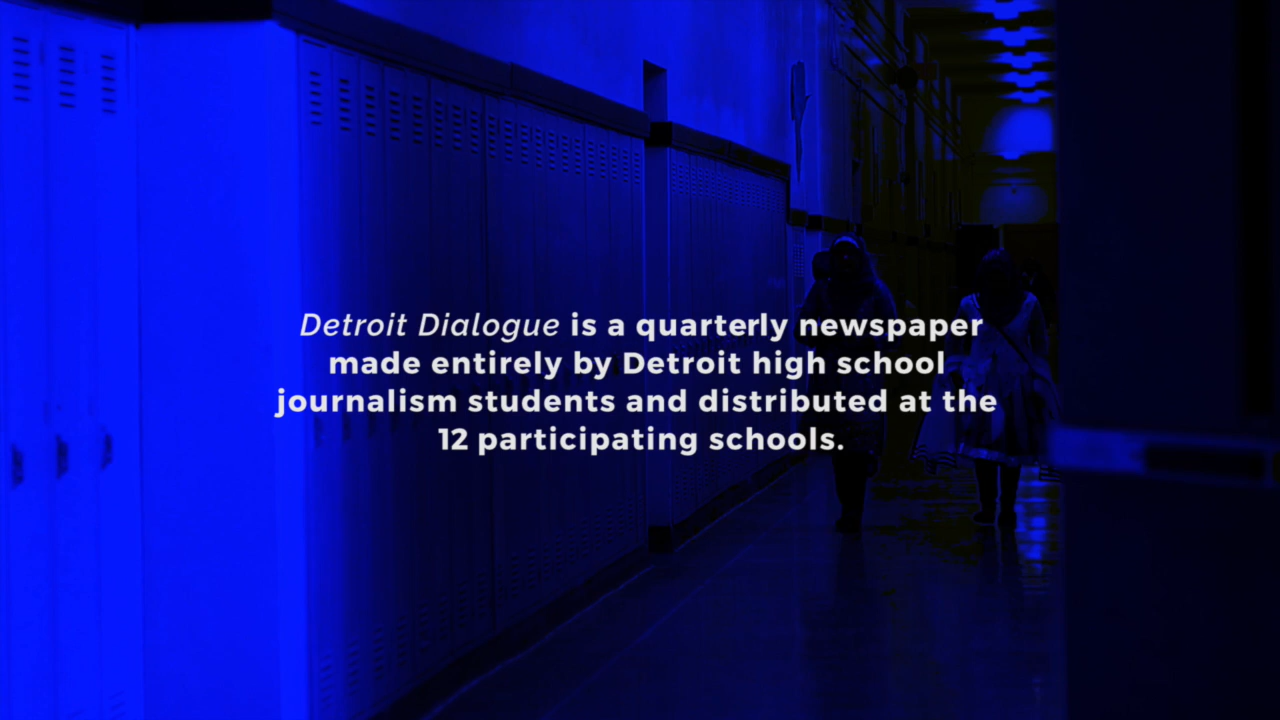 Detroit Dialogue is a quarterly newspaper
made entirely by Detroit high school
journalism students and distributed at the
12 participating schools.